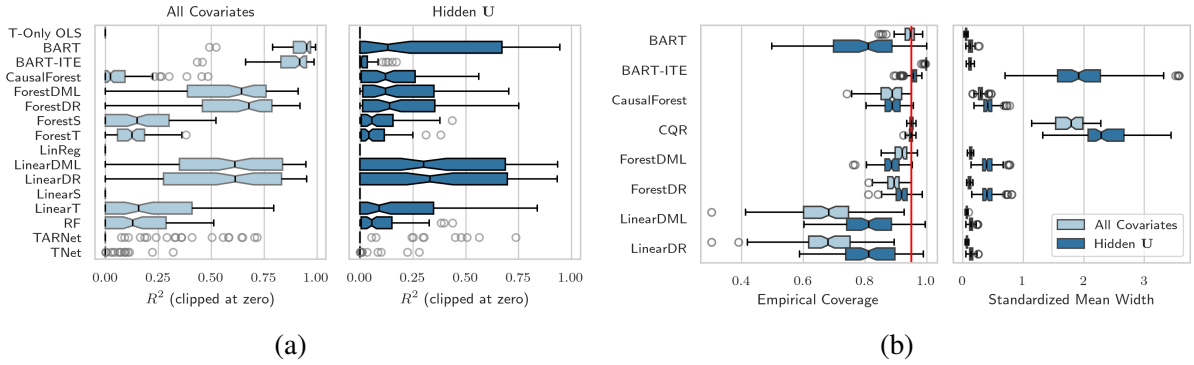 All Covariates
Hidden U
T-Only OLS
BART
BART-ITE
CausalForest
ForestDML
ForestDR
ForestS
ForestT
LinReg
LinearDML
LinearDR
LinearS
LinearT
RF
TARNet
TNet
0.00 0.25 0.50 0.75 1.00
R² (clipped at zero)
0.00 0.25 0.50 0.75 1.00
R² (clipped at zero)
(a)
BART
BART-ITE
CausalForest
CQR
ForestDML
ForestDR
LinearDML
LinearDR
0.4 0.6 0.8 1.0
Empirical Coverage
All Covariates
Hidden U
0 1 2 3
Standardized Mean Width
(b)